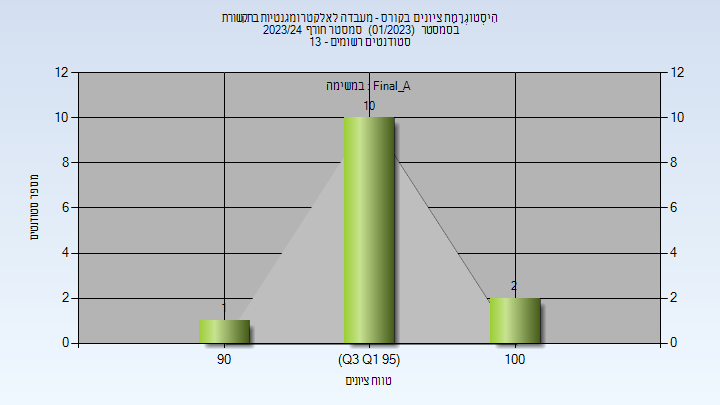 היסטוגרמת ציונים בקורס - מעבדה לאלקטרומגנטיות בתקשורת
בסמסטר (01/2023) סמסטר חורף 2023/24
סטודנטים רשומים - 13
במשימה : Final_A
12 12
10 10 10
8 8
6 6
4 4
2 2 2
1
0 0
90 (Q3 Q1 95) 100
טווח ציונים
מספר סטודנטים